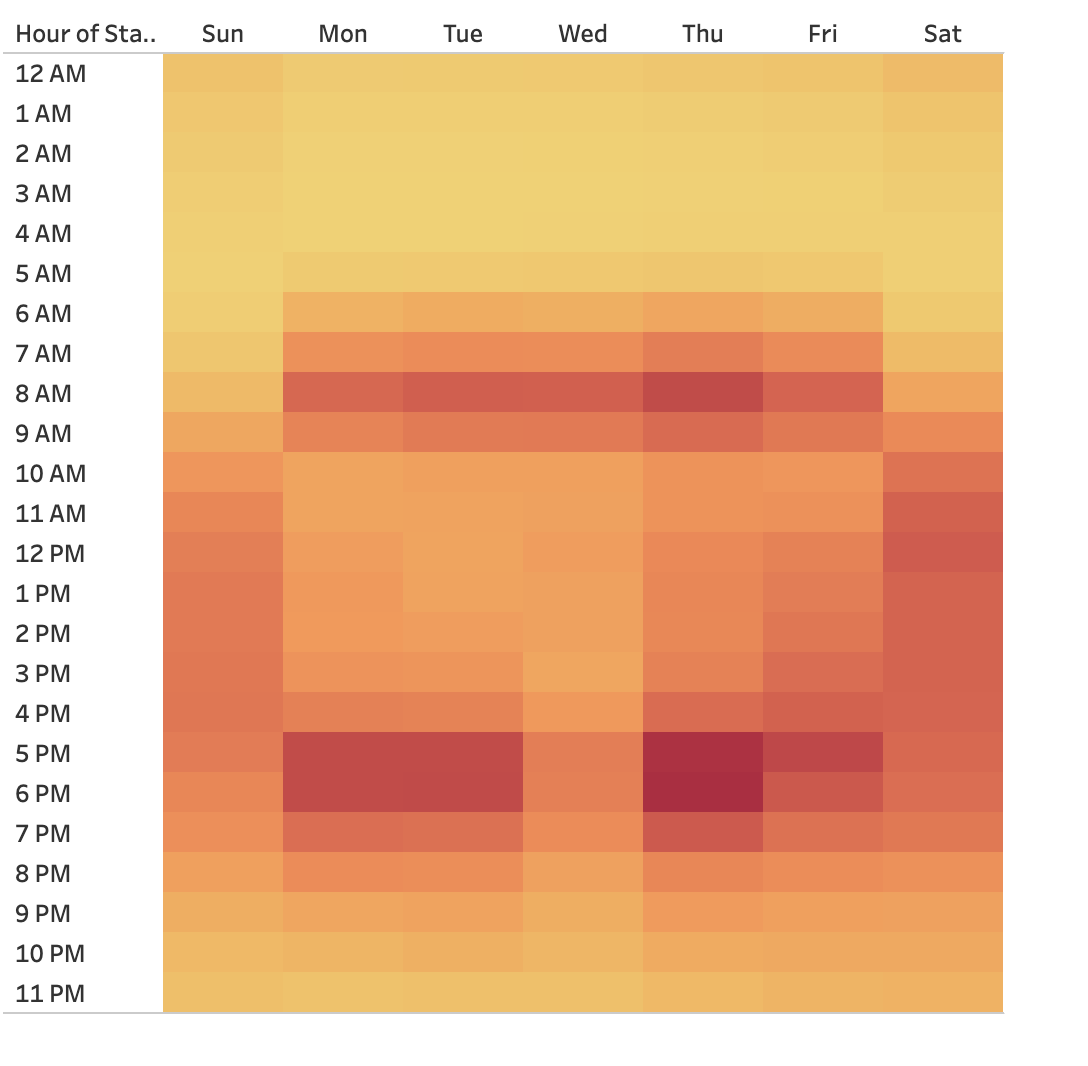 Hour of Sta.. Sun Mon Tue Wed Thu Fri Sat
12 AM
1 AM
2 AM
3 AM
4 AM
5 AM
6 AM
7 AM
8 AM
9 AM
10 AM
11 AM
12 PM
1 PM
2 PM
3 PM
4 PM
5 PM
6 PM
7 PM
8 PM
9 PM
10 PM
11 PM